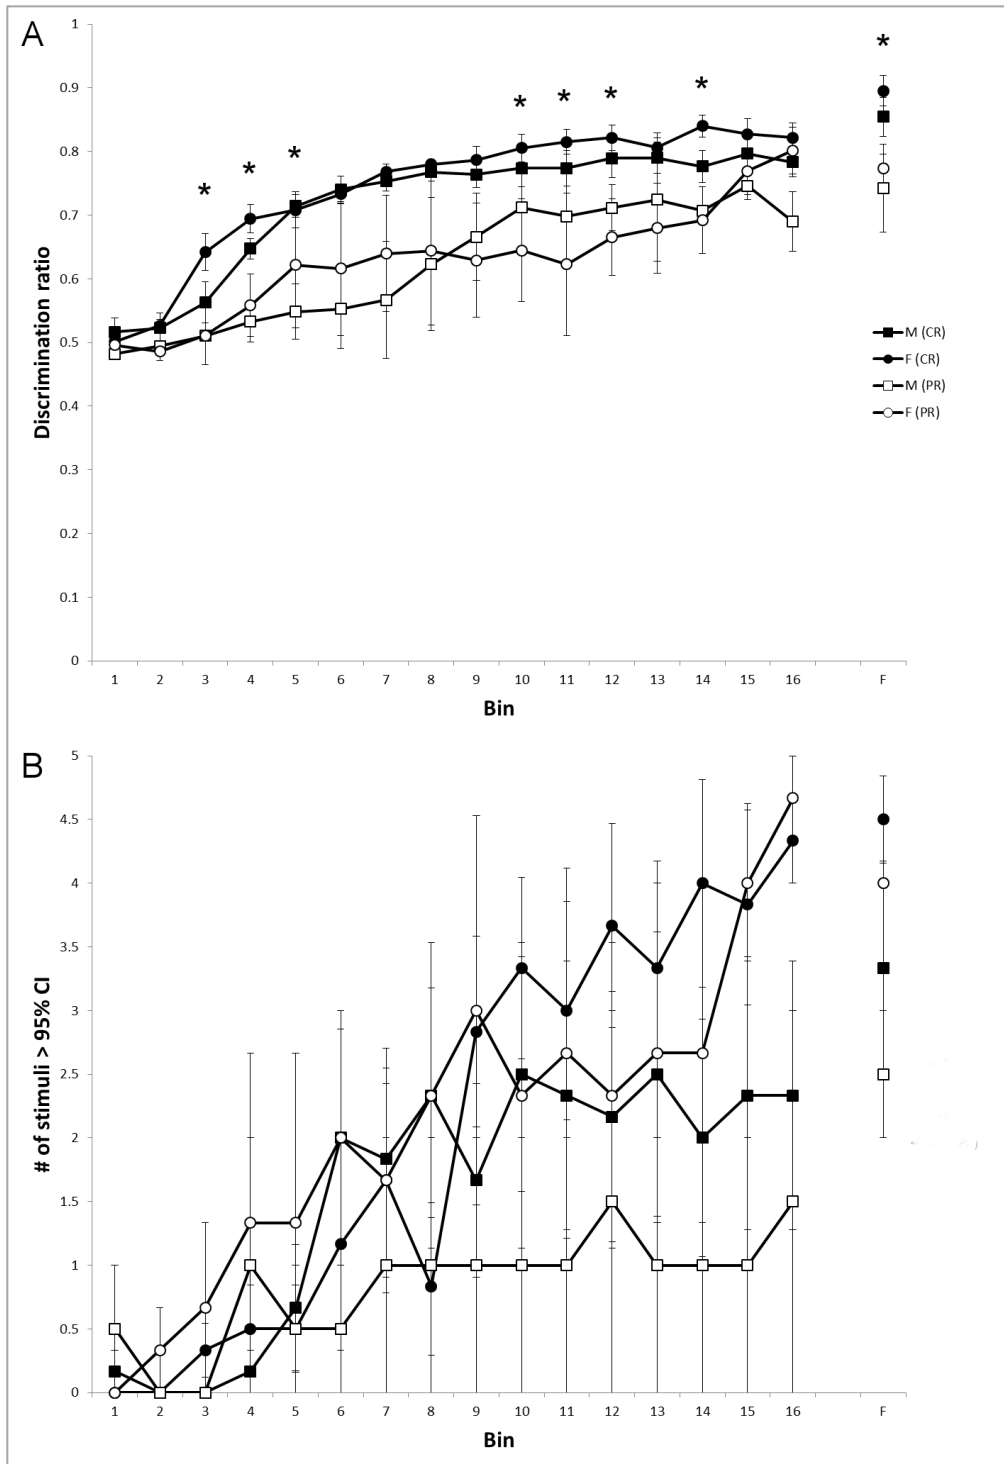 A
1
0.9
0.8
0.7
0.6
0.5
0.4
0.3
0.2
0.1
0
Discrimination ratio
* * * * * * * *
M (CR)
F (CR)
M (PR)
F (PR)
1 2 3 4 5 6 7 8 9 10 11 12 13 14 15 16 F
Bin
B
5
4.5
4
3.5
3
2.5
2
1.5
1
0.5
0
# of stimuli > 95% CI
1 2 3 4 5 6 7 8 9 10 11 12 13 14 15 16 F
Bin